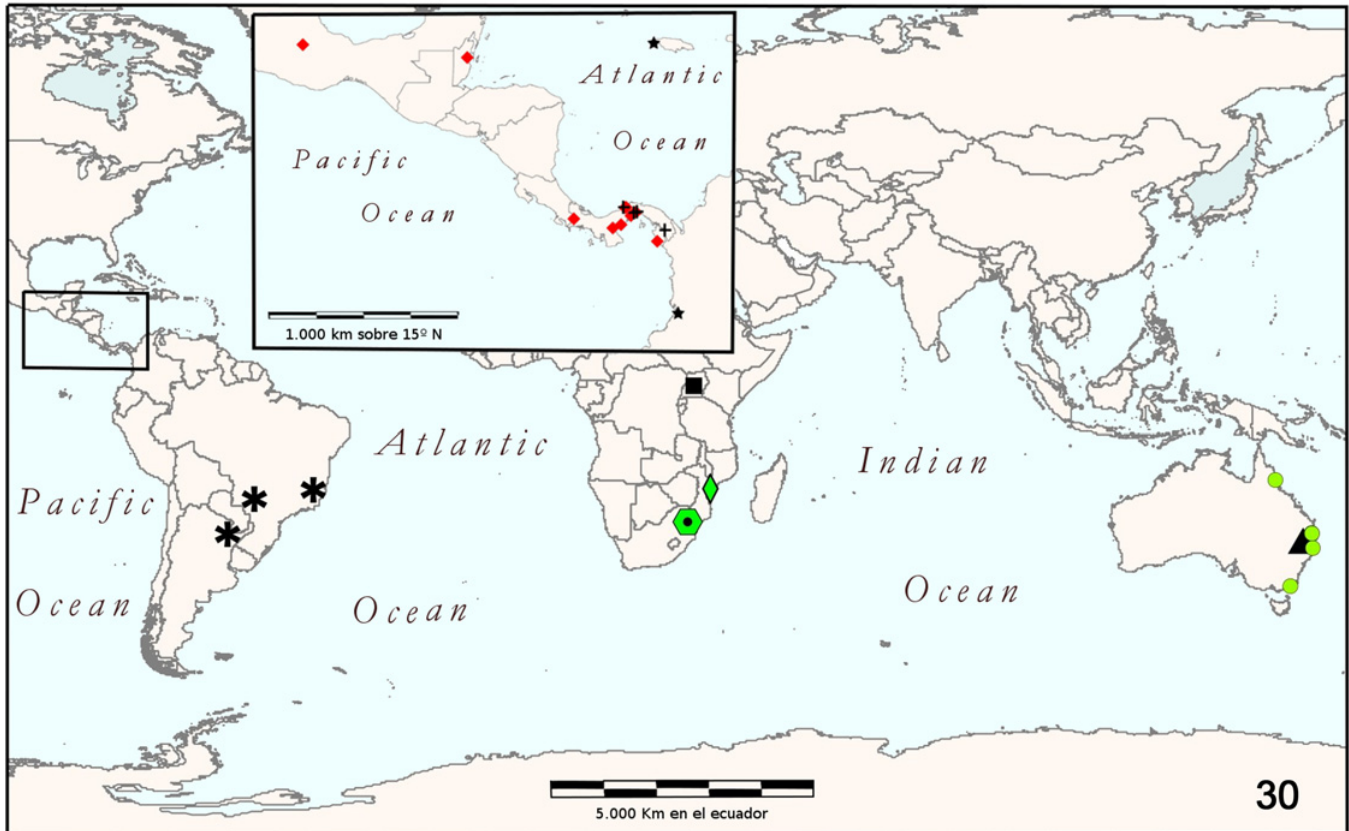 Atlantic
Ocean
Pacific
Ocean
1.000 km sobre 15º N
Atlantic
Ocean
Pacific
Ocean
Indian
Ocean
5.000 Km en el ecuador
30